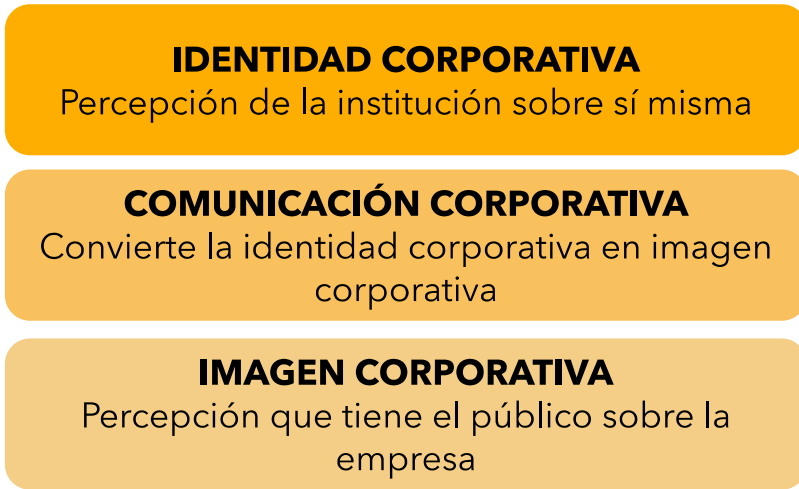 IDENTIDAD CORPORATIVA
Percepción de la institución sobre sí misma
COMUNICACIÓN CORPORATIVA
Convierte la identidad corporativa en imagen
corporativa
IMAGEN CORPORATIVA
Percepción que tiene el público sobre la
empresa